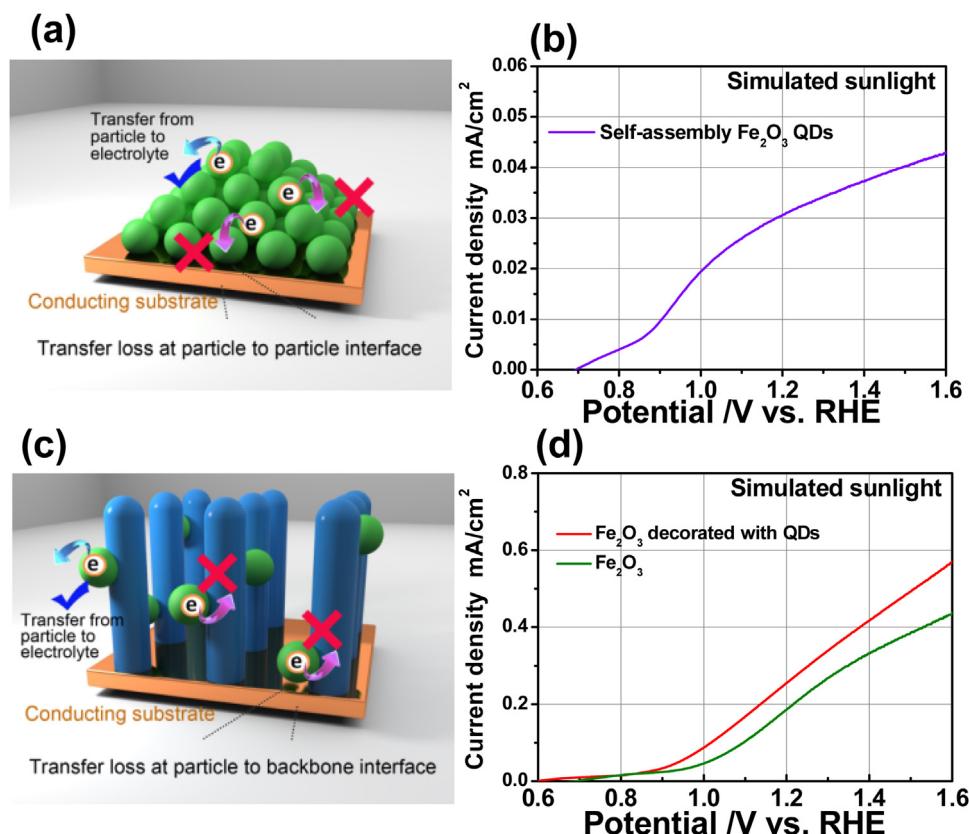 (a)
Transfer from
particle to
electrolyte
e
e
e
Conducting substrate
Transfer loss at particle to particle interface
(b)
Simulated sunlight
Self-assembly Fe₂O₃ QDs
Current density mA/cm²
0.06
0.05
0.04
0.03
0.02
0.01
0.00
0.6 0.8 1.0 1.2 1.4 1.6
Potential /V vs. RHE
(c)
e
e
e
Transfer from
particle to
electrolyte
Conducting substrate
Transfer loss at particle to backbone interface
(d)
Simulated sunlight
Fe₂O₃ decorated with QDs
Fe₂O₃
Current density mA/cm²
0.8
0.6
0.4
0.2
0.0
0.6 0.8 1.0 1.2 1.4 1.6
Potential /V vs. RHE